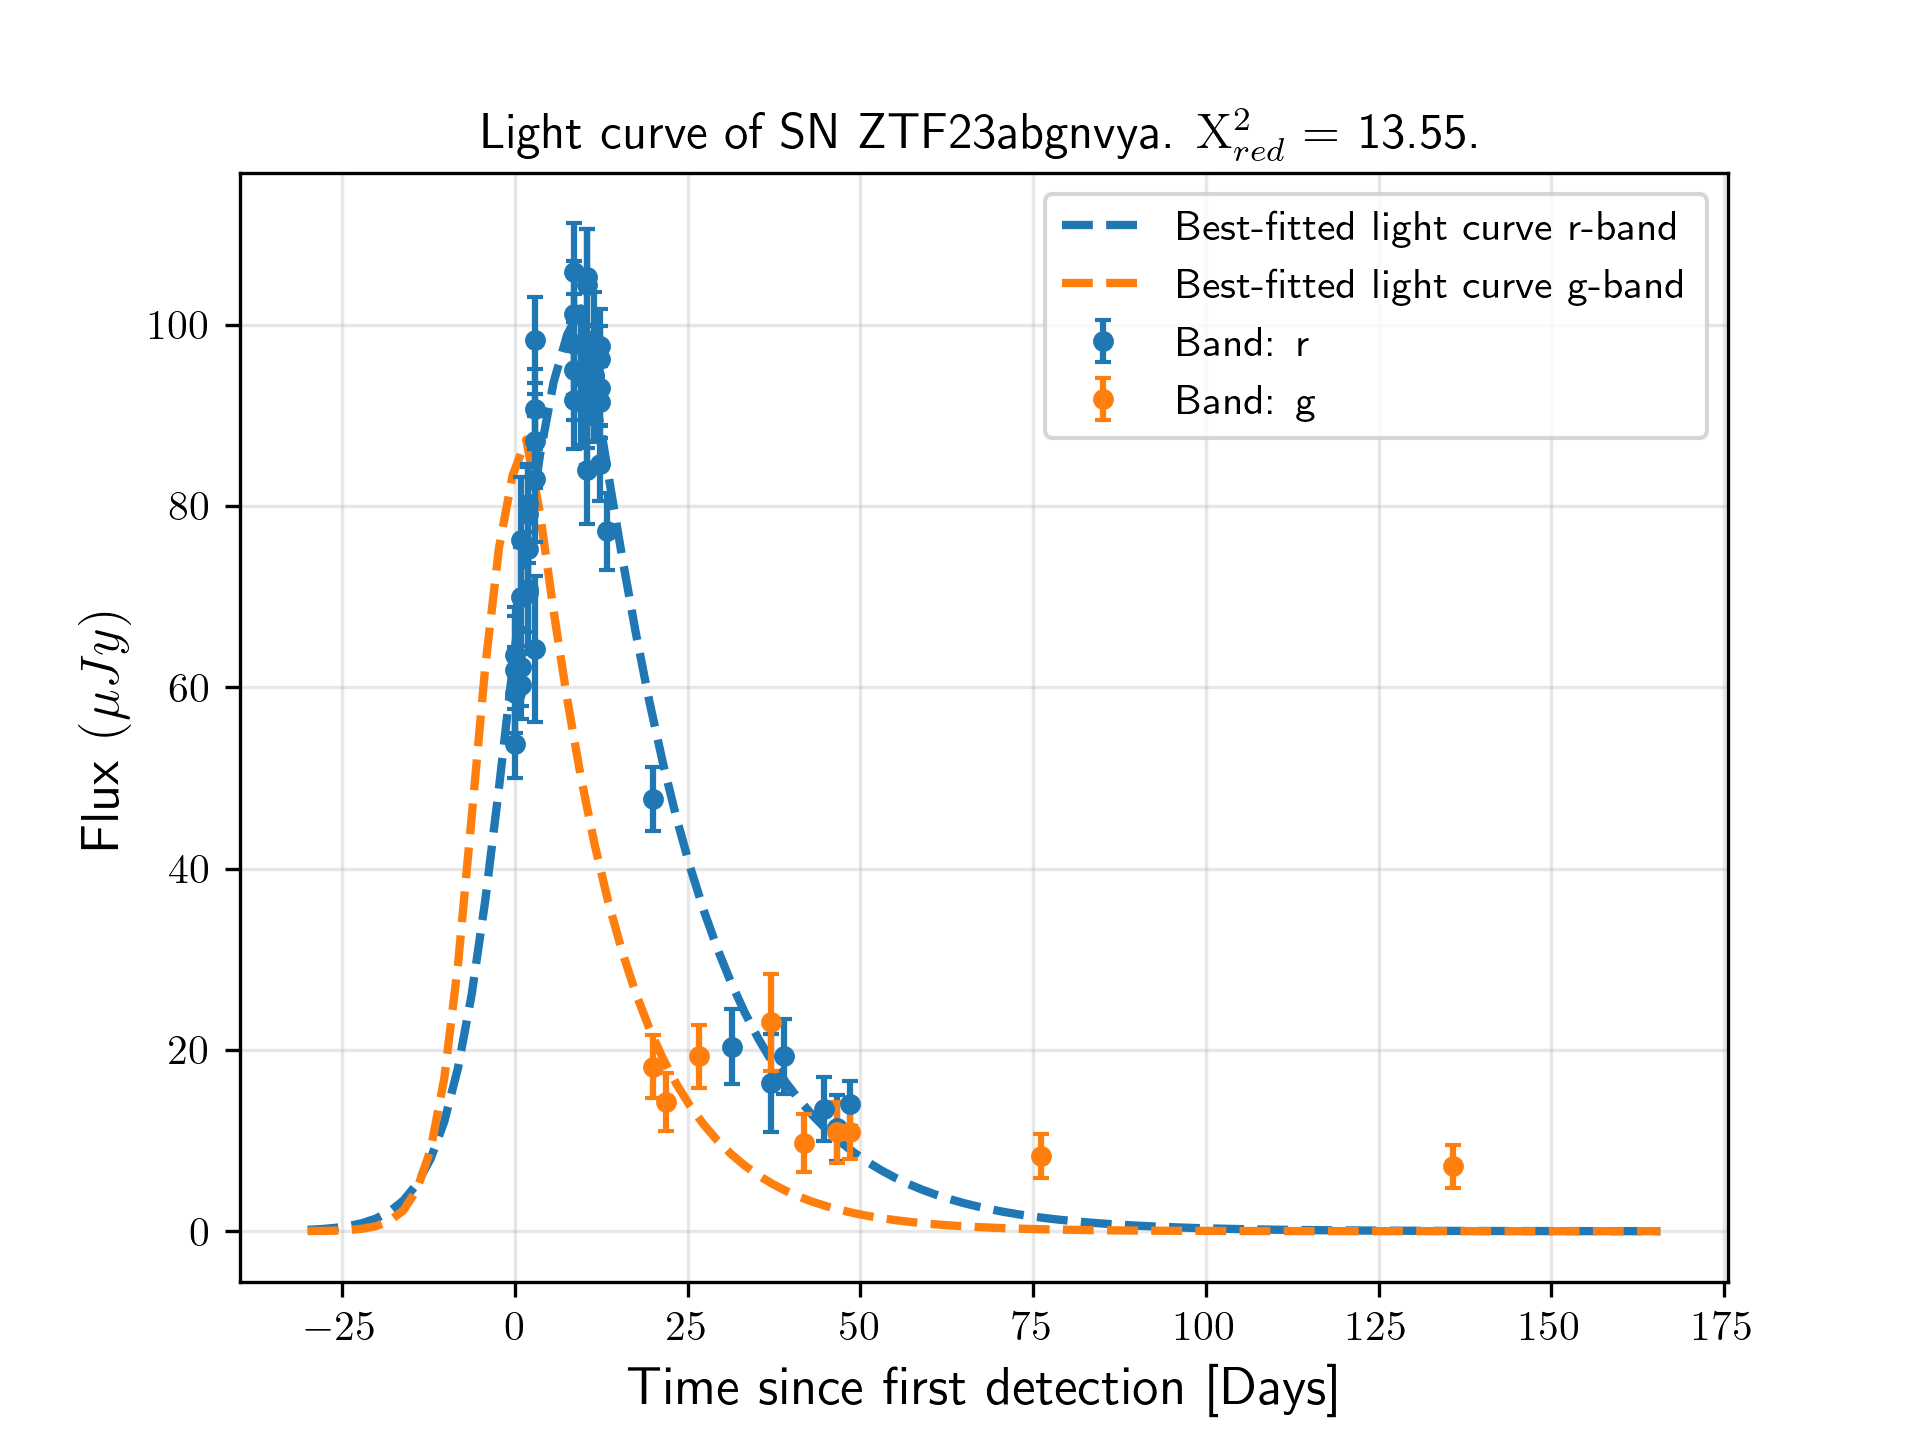 Light curve of SN ZTF23abgnvya. X²_red = 13.55.
Best-fitted light curve r-band
Best-fitted light curve g-band
Band: r
Band: g
Flux (μJy)
100
80
60
40
20
0
−25 0 25 50 75 100 125 150 175
Time since first detection [Days]